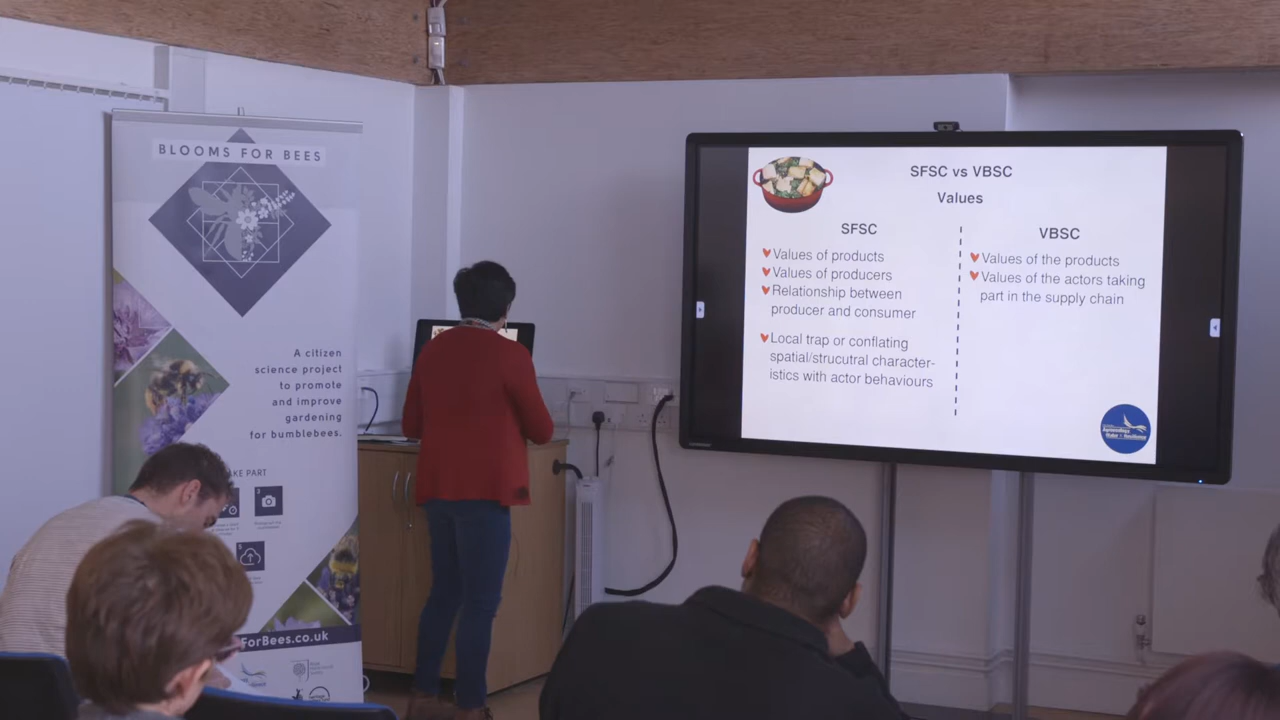 BLOOMS FOR BEES
A citizen
science project
to promote
and improve
gardening
for bumblebees.
AKE PART
ForBees.co.uk
SFSC vs VBSC
Values
SFSC
Values of products
Values of producers
Relationship between
producer and consumer
Local trap or conflating
spatial/strucutral character-
istics with actor behaviours
VBSC
Values of the products
Values of the actors taking
part in the supply chain
Agroecology
Water & Resilience